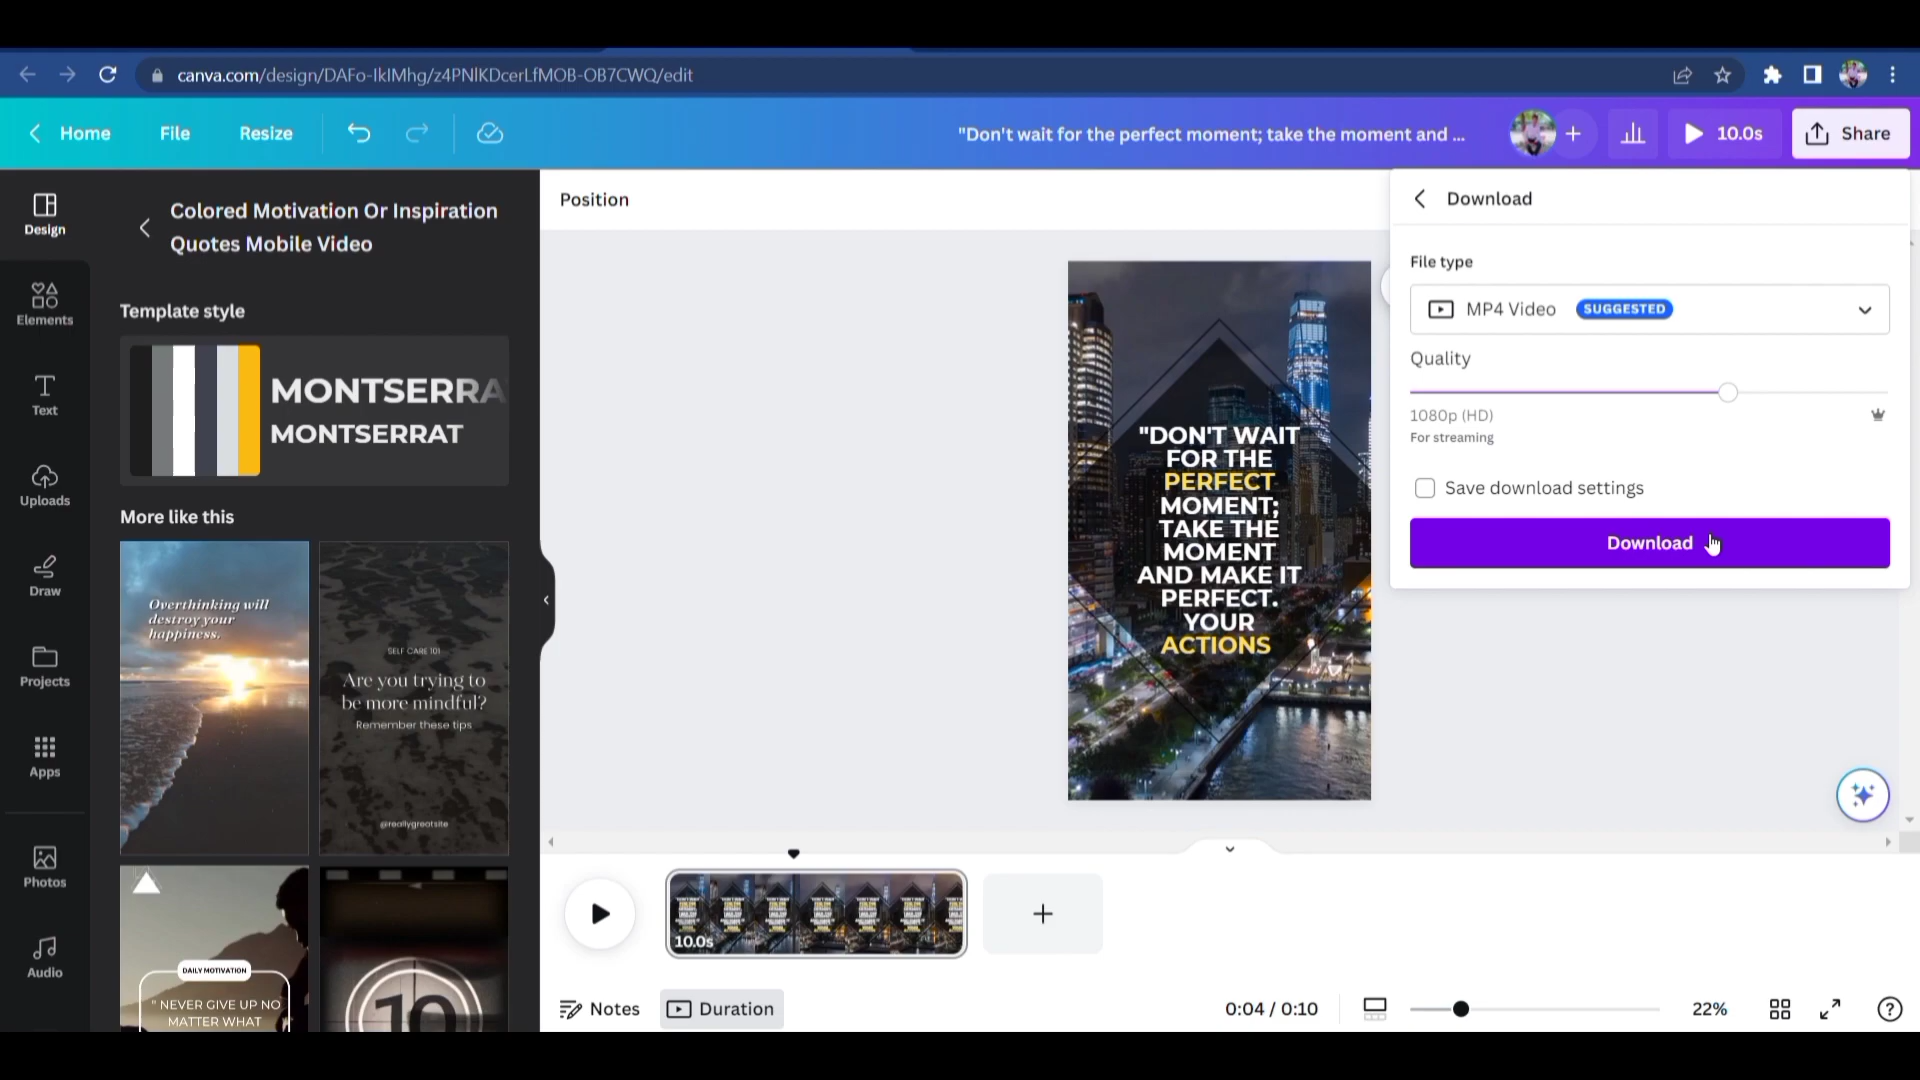 canva.com/design/DAFo-IklMhg/z4PNlKDcerLfMOB-OB7CWQ/edit
Home
File
Resize
"Don't wait for the perfect moment; take the moment and ...
10.0s
Share
Design
Elements
Text
Uploads
Draw
Projects
Apps
Photos
Audio
Colored Motivation Or Inspiration
Quotes Mobile Video
Template style
MONTSERRA
MONTSERRAT
More like this
Overthinking will
destroy your
happiness.
SELF CARE 101
Are you trying to
be more mindful?
Remember these tips
@reallygreatsite
DAILY MOTIVATION
" NEVER GIVE UP NO
MATTER WHAT
10
Position
"DON'T WAIT
FOR THE
PERFECT
MOMENT;
TAKE THE
MOMENT
AND MAKE IT
PERFECT.
YOUR
ACTIONS
Download
File type
MP4 Video SUGGESTED
Quality
1080p (HD)
For streaming
Save download settings
Download
10.0s
Notes
Duration
0:04 / 0:10
22%